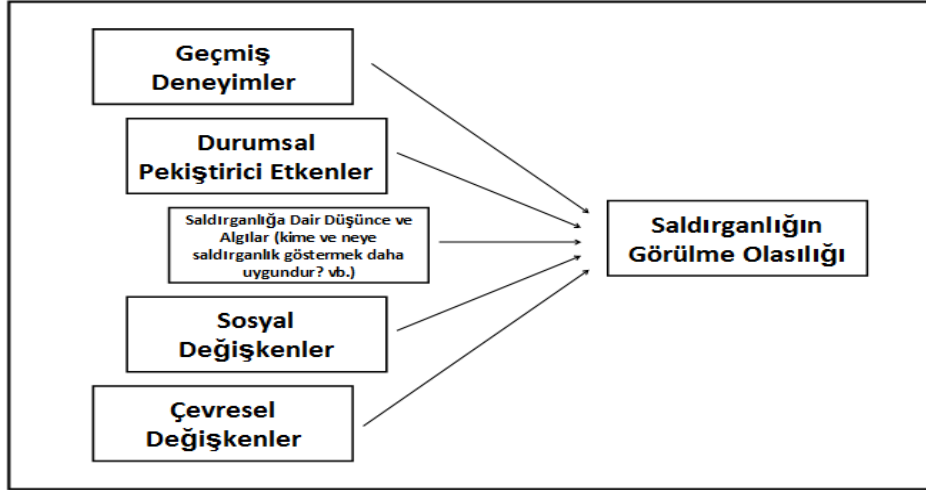 Geçmiş
Deneyimler
Durumsal
Pekiştirici Etkenler
Saldırganlığa Dair Düşünce ve
Algılar (kime ve neye
saldırganlık göstermek daha
uygundur? vb.)
Sosyal
Değişkenler
Çevresel
Değişkenler
Saldırganlığın
Görülme Olasılığı